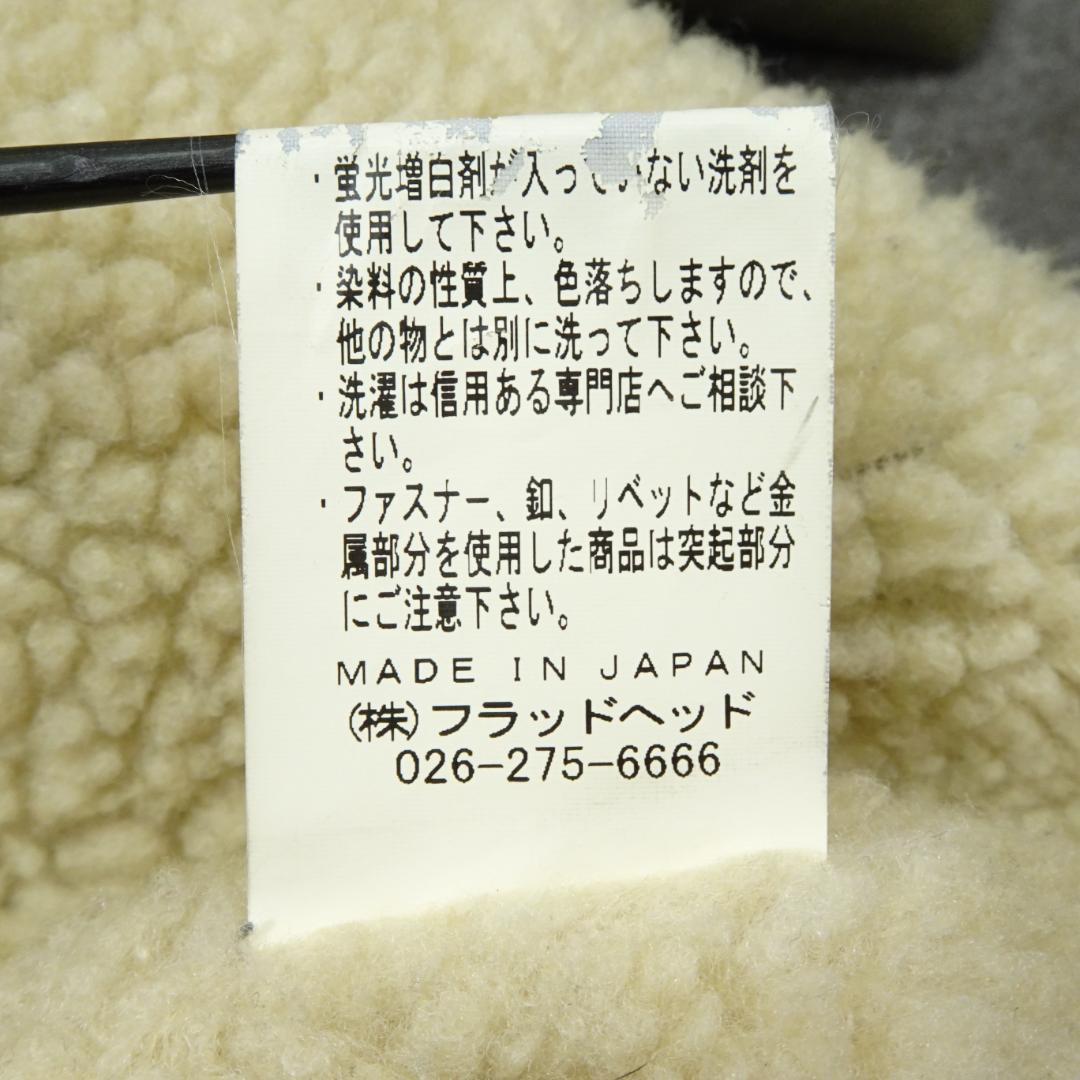 ・蛍光増白剤が入っていない洗剤を
使用して下さい。
・染料の性質上、色落ちしますので、
他の物とは別に洗って下さい。
・洗濯は信用ある専門店へご相談下
さい。
・ファスナー、釦、リベットなど金
属部分を使用した商品は突起部分
にご注意下さい。
MADE IN JAPAN
(株)フラッドヘッド
026-275-6666